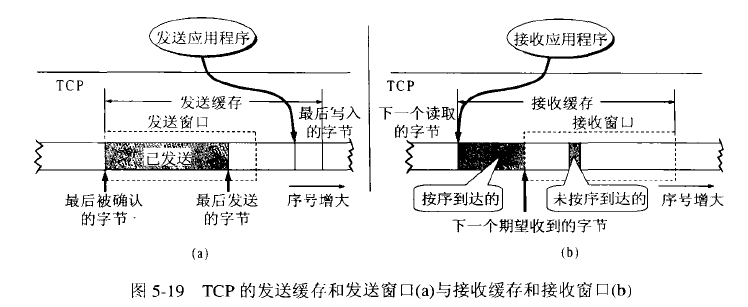 发送应用程序
TCP
发送缓存
最后写入
的字节
发送窗口
已发送
最后被确认
的字节
最后发送
的字节
序号增大
(a)
接收应用程序
TCP
下一个读取
的字节
接收缓存
接收窗口
按序到达的
未按序到达的
序号增大
下一个期望收到的字节
(b)
图 5-19 TCP 的发送缓存和发送窗口(a)与接收缓存和接收窗口(b)